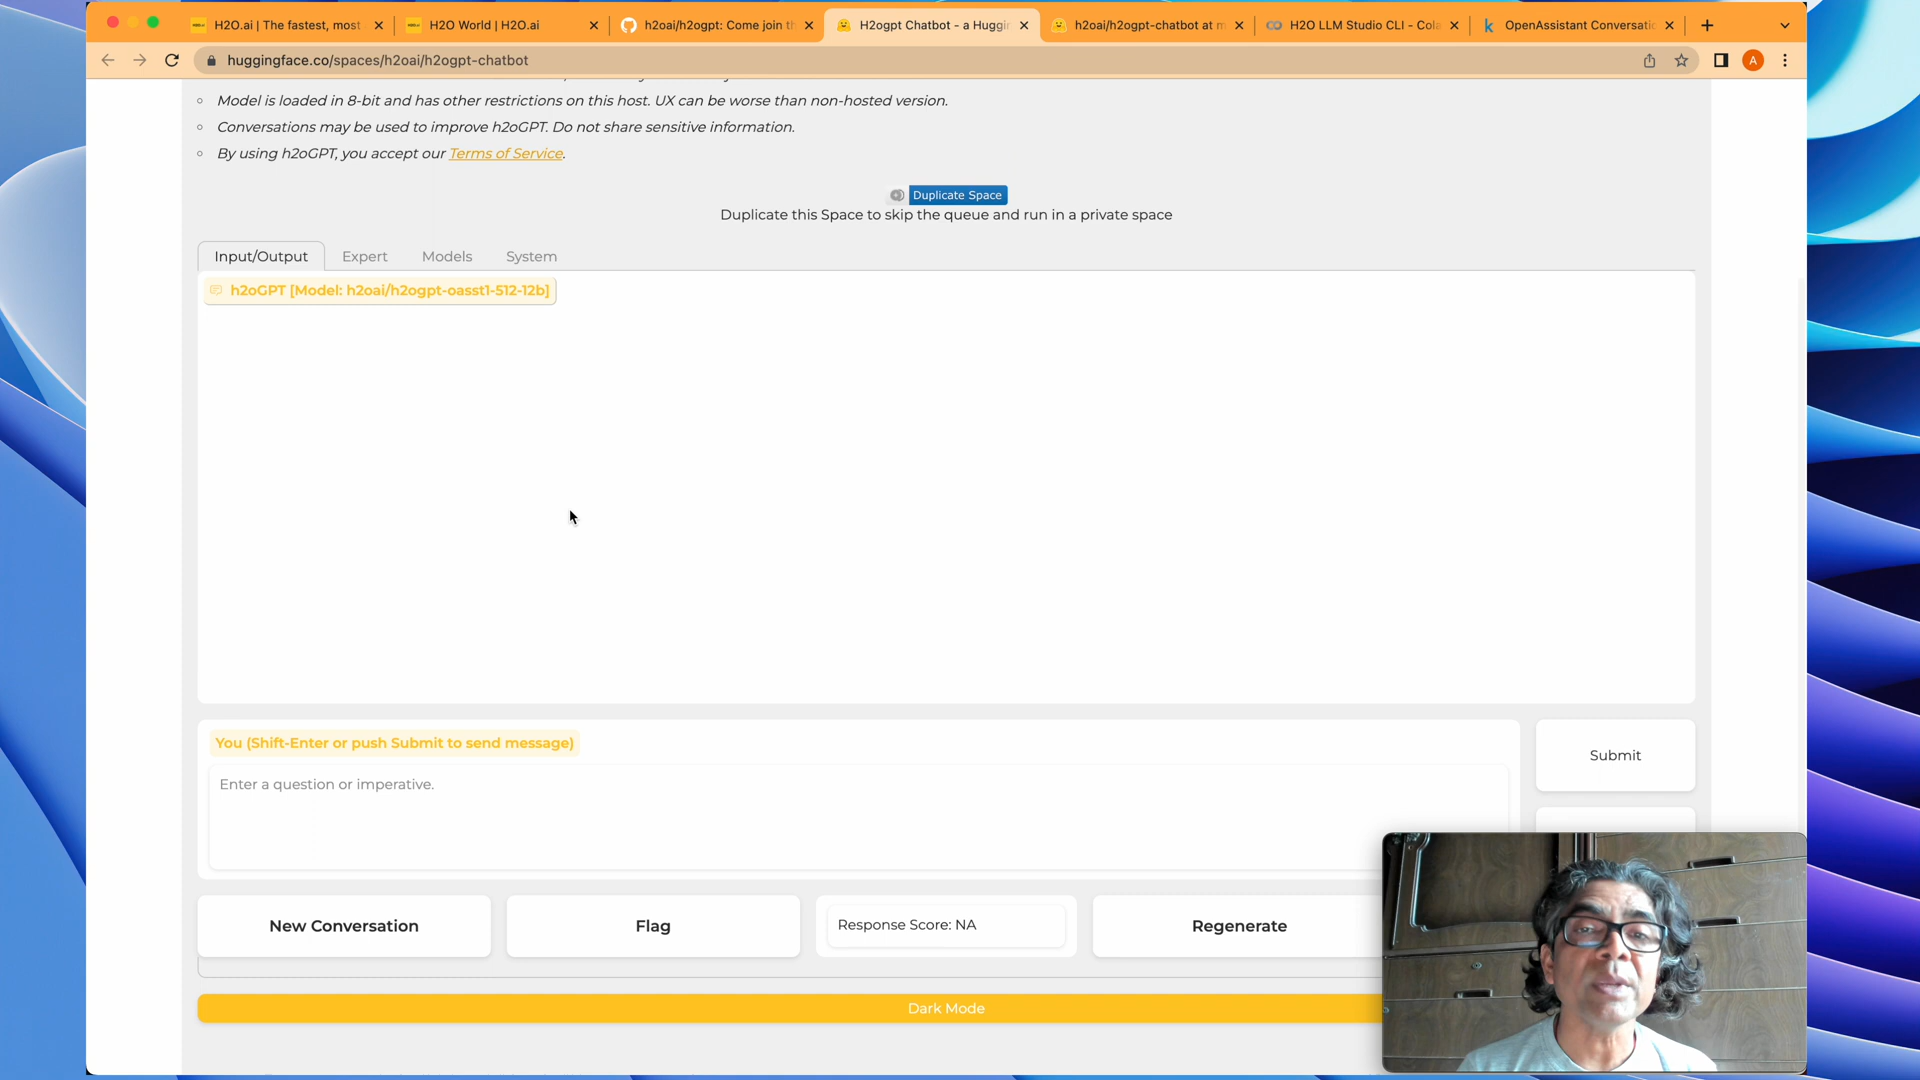 H2O.ai | The fastest, most
H2O World | H2O.ai
h2oai/h2ogpt: Come join th
H2ogpt Chatbot - a Huggin
h2oai/h2ogpt-chatbot at m
H2O LLM Studio CLI - Cola
OpenAssistant Conversatio
huggingface.co/spaces/h2oai/h2ogpt-chatbot
A
Model is loaded in 8-bit and has other restrictions on this host. UX can be worse than non-hosted version.
Conversations may be used to improve h2oGPT. Do not share sensitive information.
By using h2oGPT, you accept our Terms of Service.
Duplicate Space
Duplicate this Space to skip the queue and run in a private space
Input/Output Expert Models System
h2oGPT [Model: h2oai/h2ogpt-oasst1-512-12b]
You (Shift-Enter or push Submit to send message)
Submit
Enter a question or imperative.
New Conversation Flag Response Score: NA Regenerate
Dark Mode